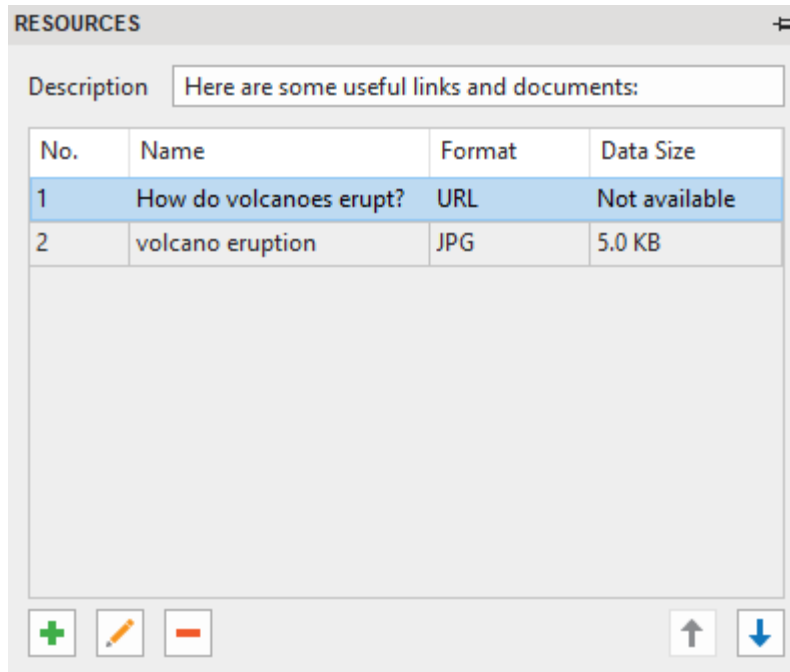 RESOURCES
Description Here are some useful links and documents:
No. Name Format Data Size
1 How do volcanoes erupt? URL Not available
2 volcano eruption JPG 5.0 KB